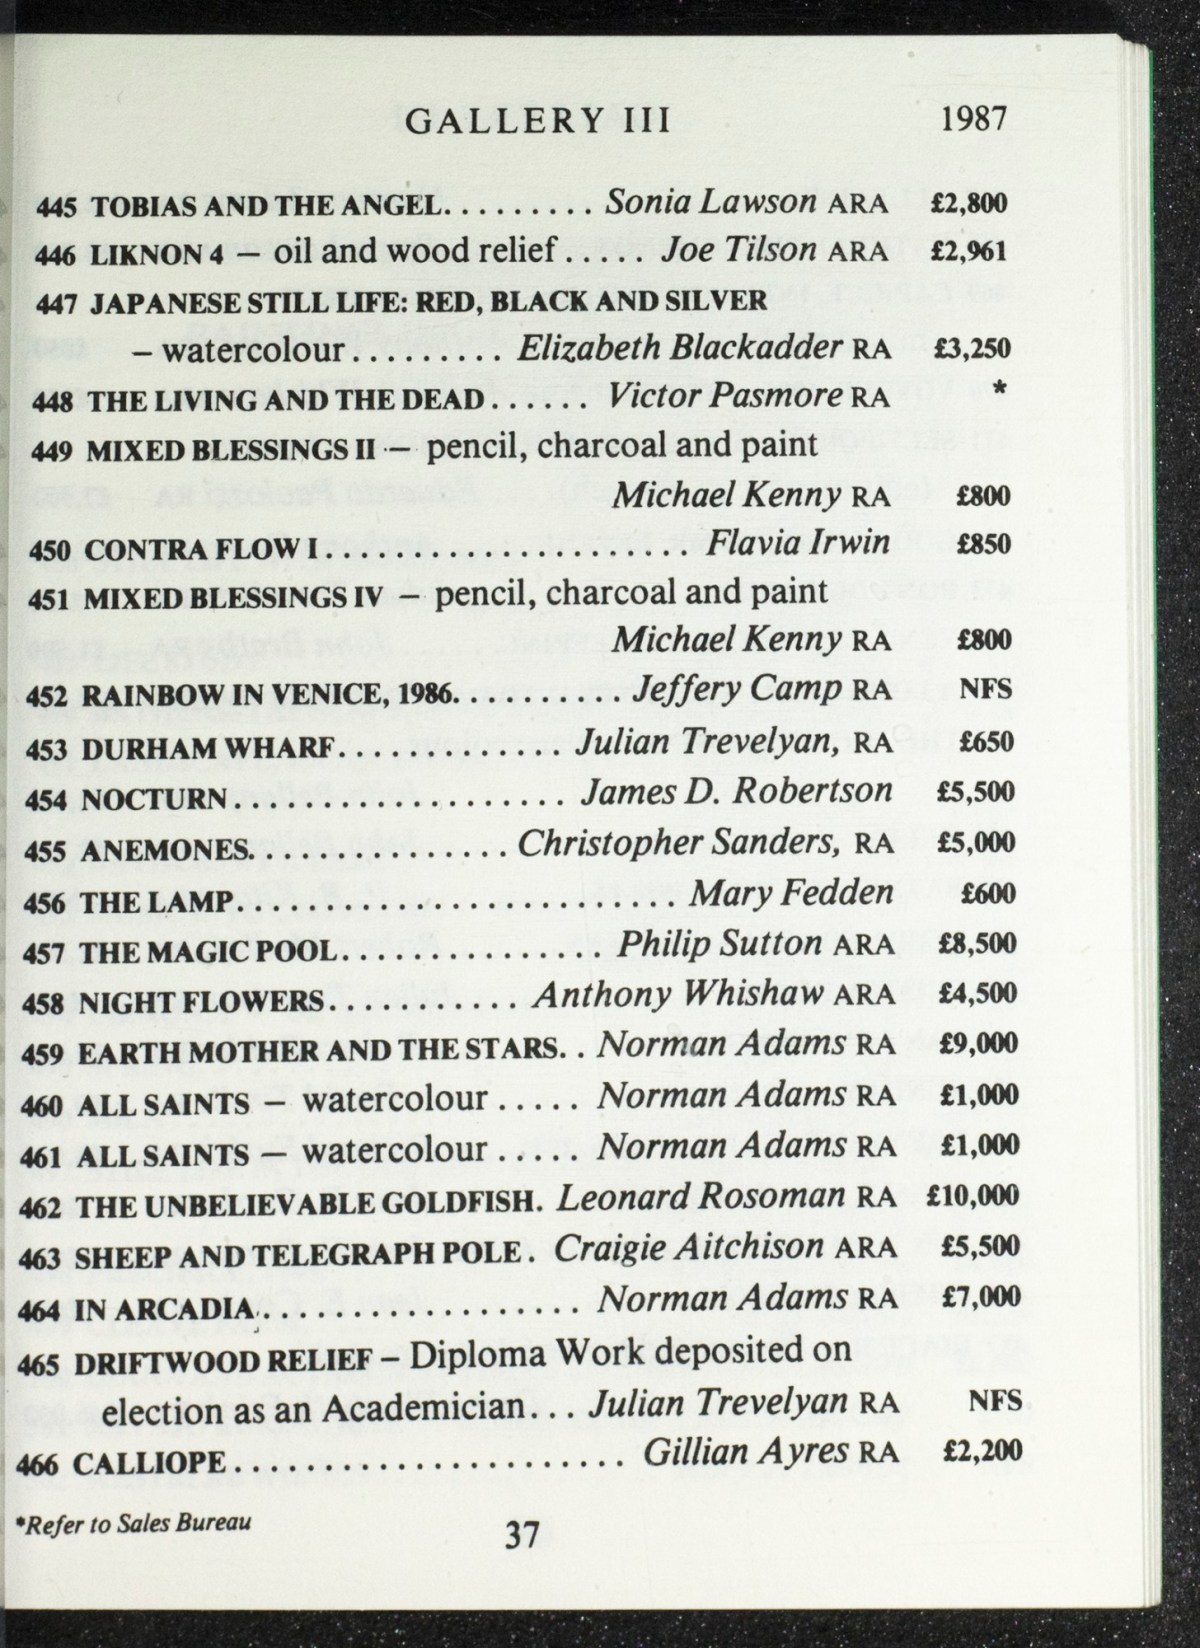 GALLERY III 1987
445 TOBIAS AND THE ANGEL......... Sonia Lawson ARA £2,800
446 LIKNON 4 – oil and wood relief..... Joe Tilson ARA £2,961
447 JAPANESE STILL LIFE: RED, BLACK AND SILVER
– watercolour......... Elizabeth Blackadder RA £3,250
448 THE LIVING AND THE DEAD...... Victor Pasmore RA *
449 MIXED BLESSINGS II – pencil, charcoal and paint
Michael Kenny RA £800
450 CONTRA FLOW I...................... Flavia Irwin £850
451 MIXED BLESSINGS IV – pencil, charcoal and paint
Michael Kenny RA £800
452 RAINBOW IN VENICE, 1986.......... Jeffery Camp RA NFS
453 DURHAM WHARF............. Julian Trevelyan, RA £650
454 NOCTURN................... James D. Robertson £5,500
455 ANEMONES................ Christopher Sanders, RA £5,000
456 THE LAMP........................... Mary Fedden £600
457 THE MAGIC POOL............... Philip Sutton ARA £8,500
458 NIGHT FLOWERS........... Anthony Whishaw ARA £4,500
459 EARTH MOTHER AND THE STARS.. Norman Adams RA £9,000
460 ALL SAINTS – watercolour..... Norman Adams RA £1,000
461 ALL SAINTS – watercolour..... Norman Adams RA £1,000
462 THE UNBELIEVABLE GOLDFISH. Leonard Rosoman RA £10,000
463 SHEEP AND TELEGRAPH POLE. Craigie Aitchison ARA £5,500
464 IN ARCADIA................... Norman Adams RA £7,000
465 DRIFTWOOD RELIEF – Diploma Work deposited on
election as an Academician... Julian Trevelyan RA NFS
466 CALLIOPE....................... Gillian Ayres RA £2,200
*Refer to Sales Bureau
37